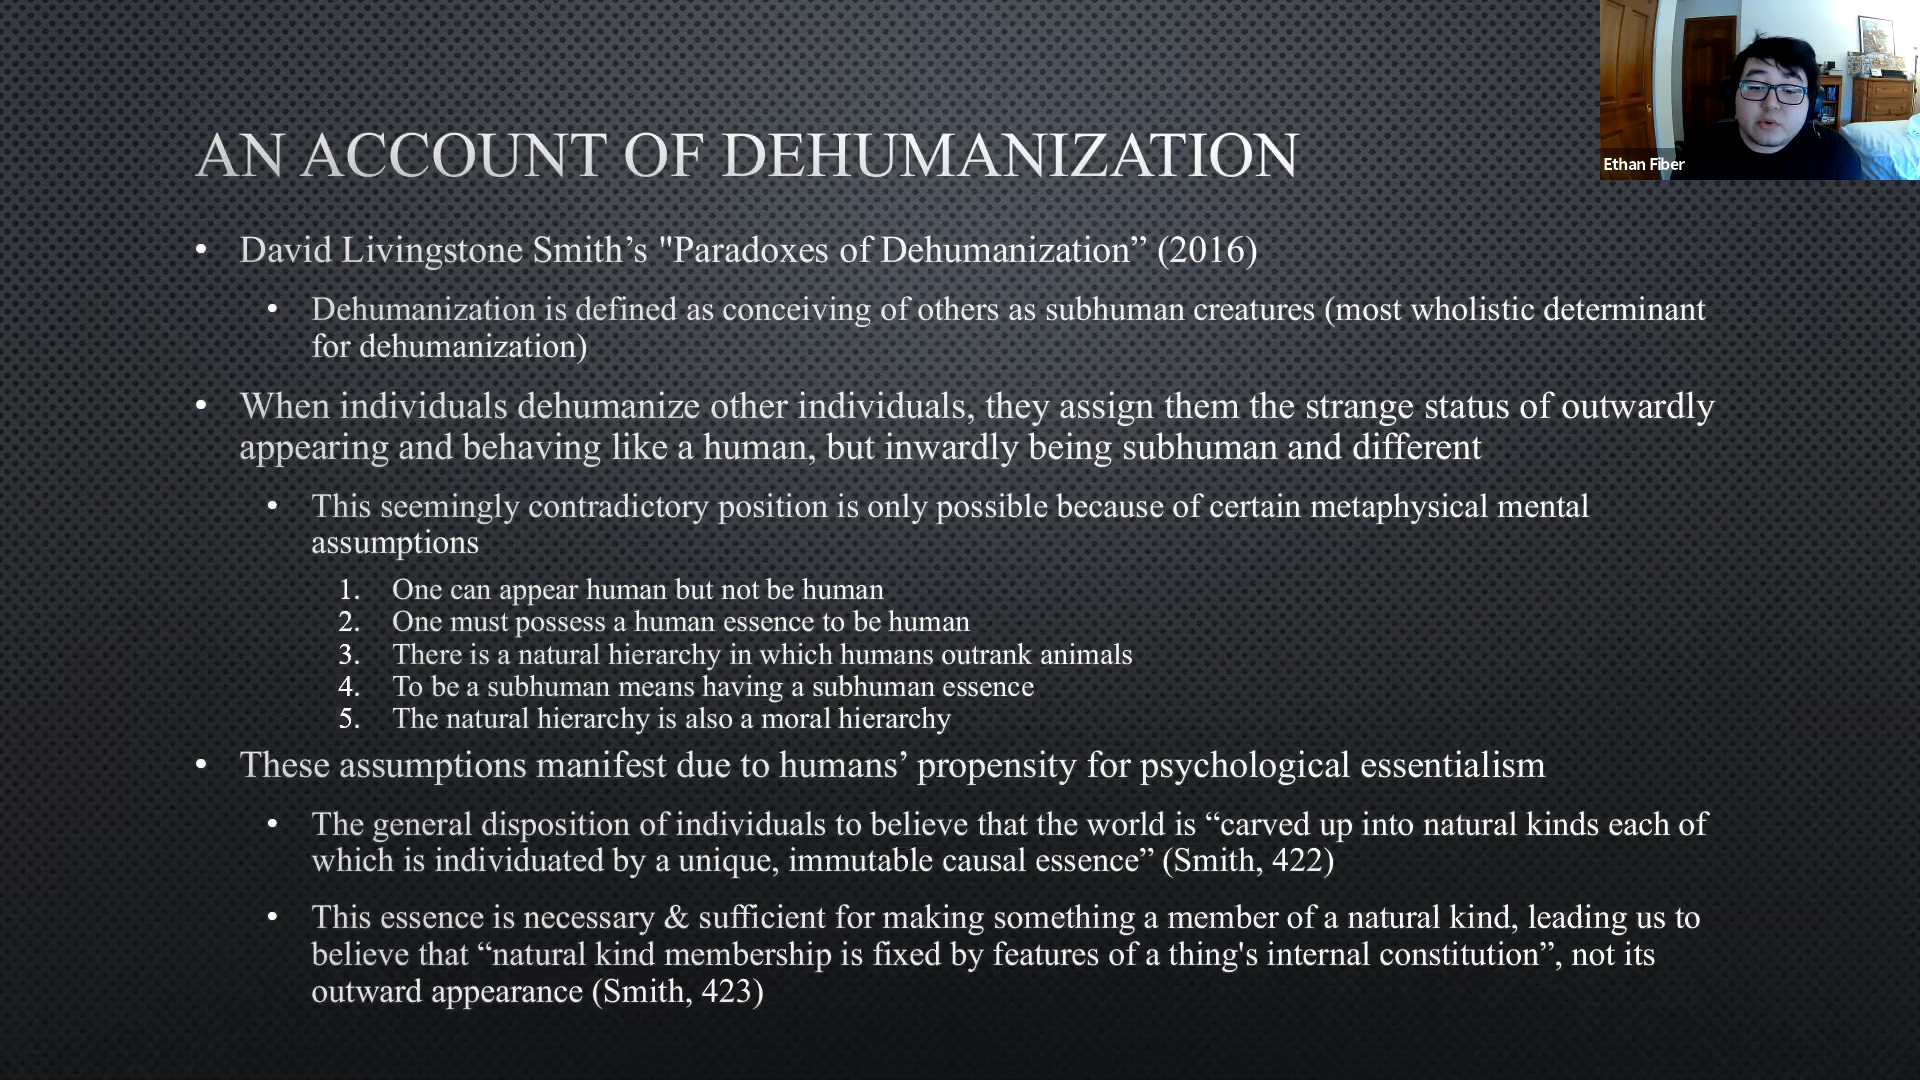 AN ACCOUNT OF DEHUMANIZATION
Ethan Fiber
• David Livingstone Smith’s "Paradoxes of Dehumanization” (2016)
• Dehumanization is defined as conceiving of others as subhuman creatures (most wholistic determinant
for dehumanization)
• When individuals dehumanize other individuals, they assign them the strange status of outwardly
appearing and behaving like a human, but inwardly being subhuman and different
• This seemingly contradictory position is only possible because of certain metaphysical mental
assumptions
1. One can appear human but not be human
2. One must possess a human essence to be human
3. There is a natural hierarchy in which humans outrank animals
4. To be a subhuman means having a subhuman essence
5. The natural hierarchy is also a moral hierarchy
• These assumptions manifest due to humans’ propensity for psychological essentialism
• The general disposition of individuals to believe that the world is “carved up into natural kinds each of
which is individuated by a unique, immutable causal essence” (Smith, 422)
• This essence is necessary & sufficient for making something a member of a natural kind, leading us to
believe that “natural kind membership is fixed by features of a thing's internal constitution”, not its
outward appearance (Smith, 423)